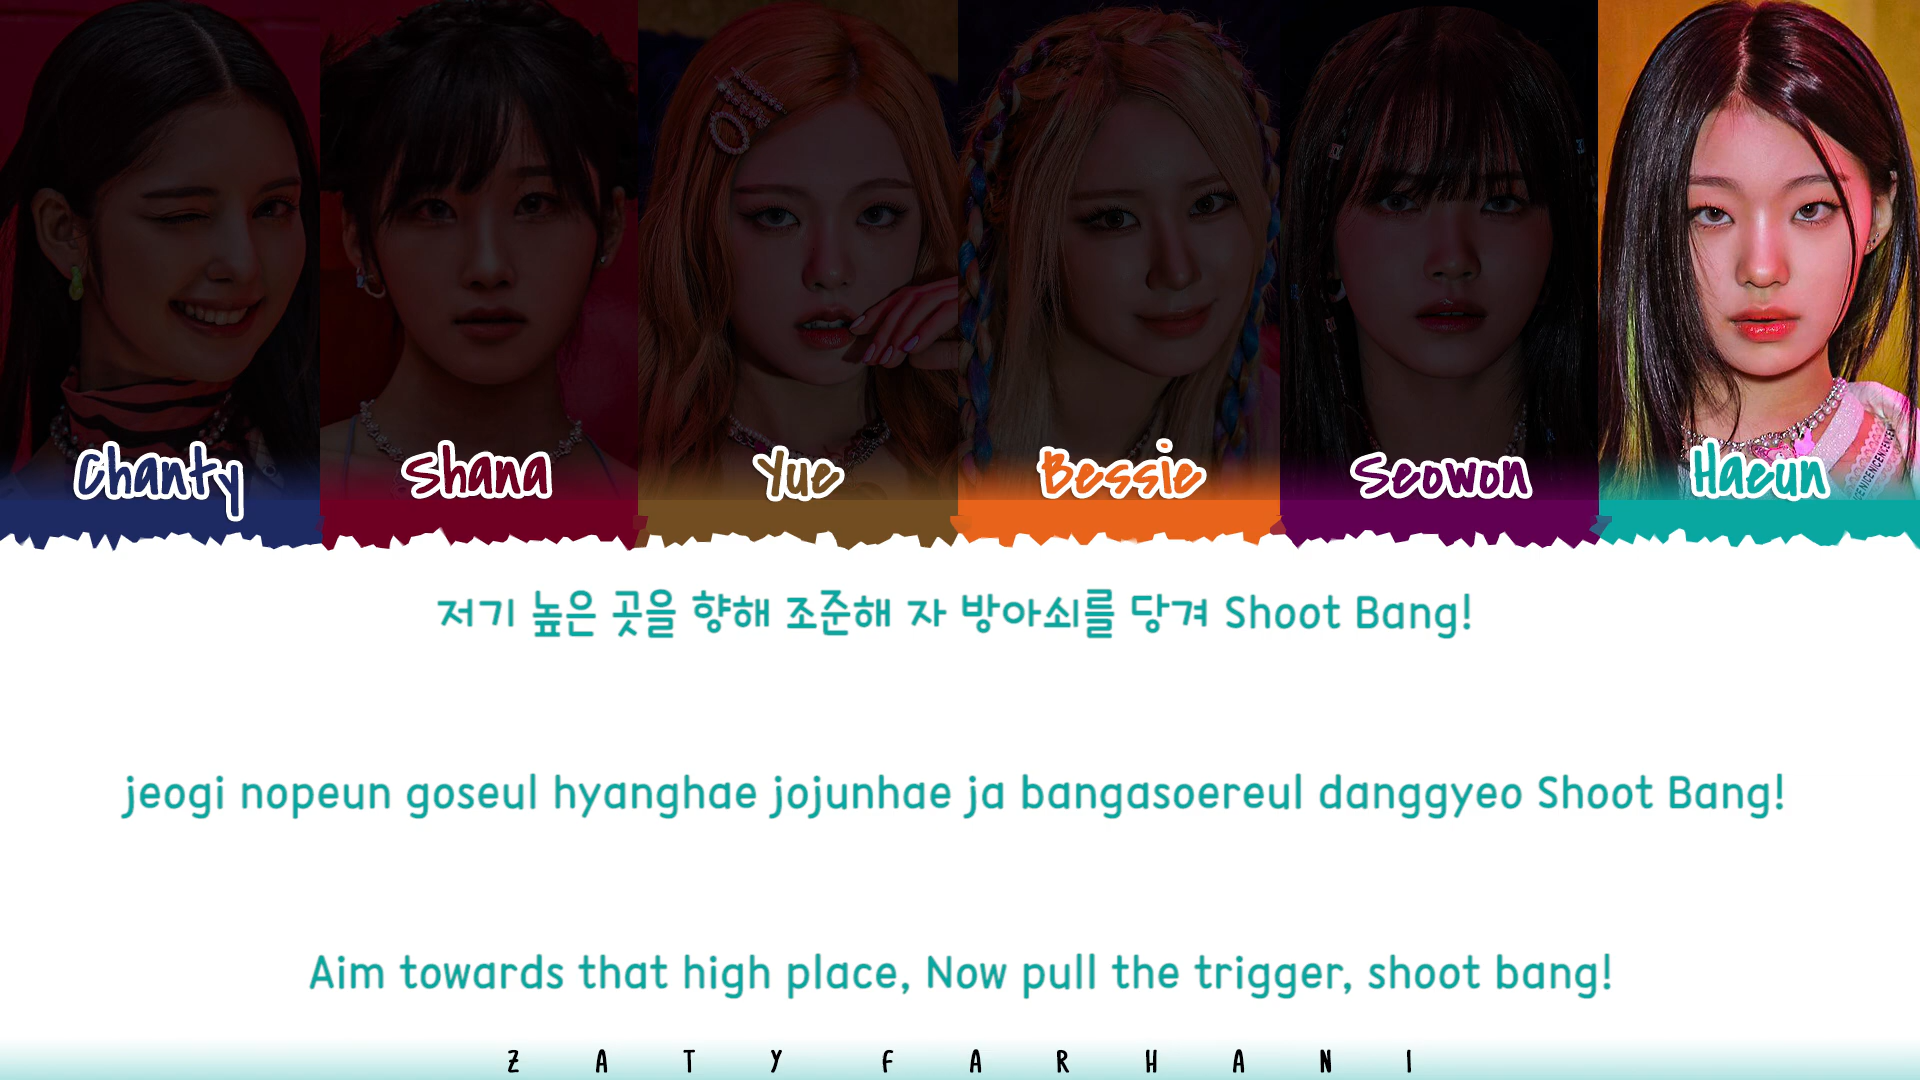 Chanty Shana Yue Bessie Seowon Haeun
저기 높은 곳을 향해 조준해 자 방아쇠를 당겨 Shoot Bang!
jeogi nopeun goseul hyanghae jojunhae ja bangasoereul danggyeo Shoot Bang!
Aim towards that high place, Now pull the trigger, shoot bang!
ZATY FARHANI